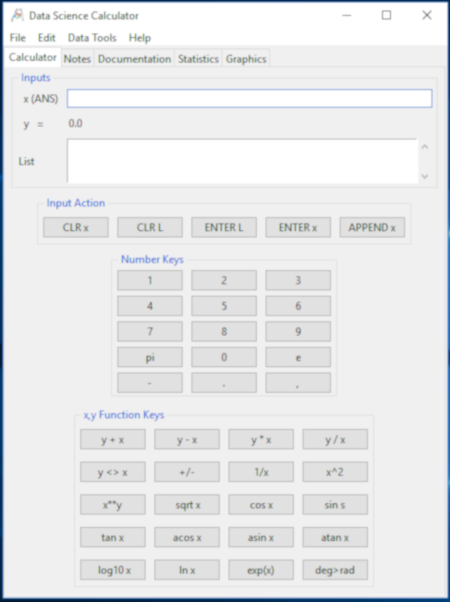 Data Science Calculator
File Edit Data Tools Help
Calculator Notes Documentation Statistics Graphics
Inputs
x (ANS)
y = 0.0
List
Input Action
CLR x CLR L ENTER L ENTER x APPEND x
Number Keys
1 2 3
4 5 6
7 8 9
pi 0 e
- . ,
x,y Function Keys
y + x y - x y * x y / x
y <> x +/- 1/x x^2
x**y sqrt x cos x sin s
tan x acos x asin x atan x
log10 x ln x exp(x) deg>rad